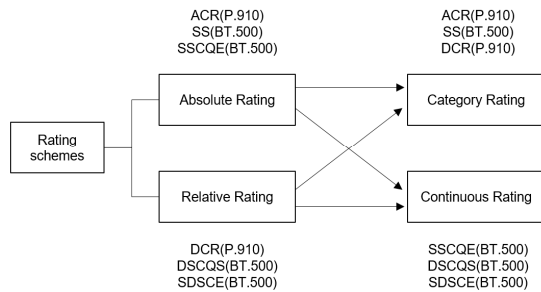 ACR(P.910)
SS(BT.500)
SSCQE(BT.500)
ACR(P.910)
SS(BT.500)
DCR(P.910)
Absolute Rating
Category Rating
Rating
schemes
Relative Rating
Continuous Rating
DCR(P.910)
DSCQS(BT.500)
SDSCE(BT.500)
SSCQE(BT.500)
DSCQS(BT.500)
SDSCE(BT.500)